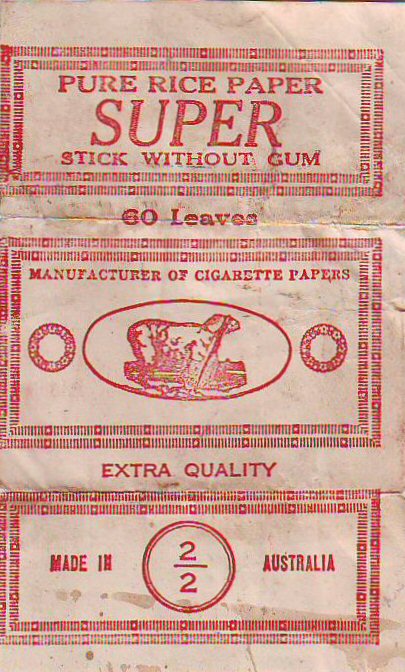 PURE RICE PAPER
SUPER
STICK WITHOUT GUM
60 Leaves
MANUFACTURER OF CIGARETTE PAPERS
EXTRA QUALITY
MADE IN
2
2
AUSTRALIA